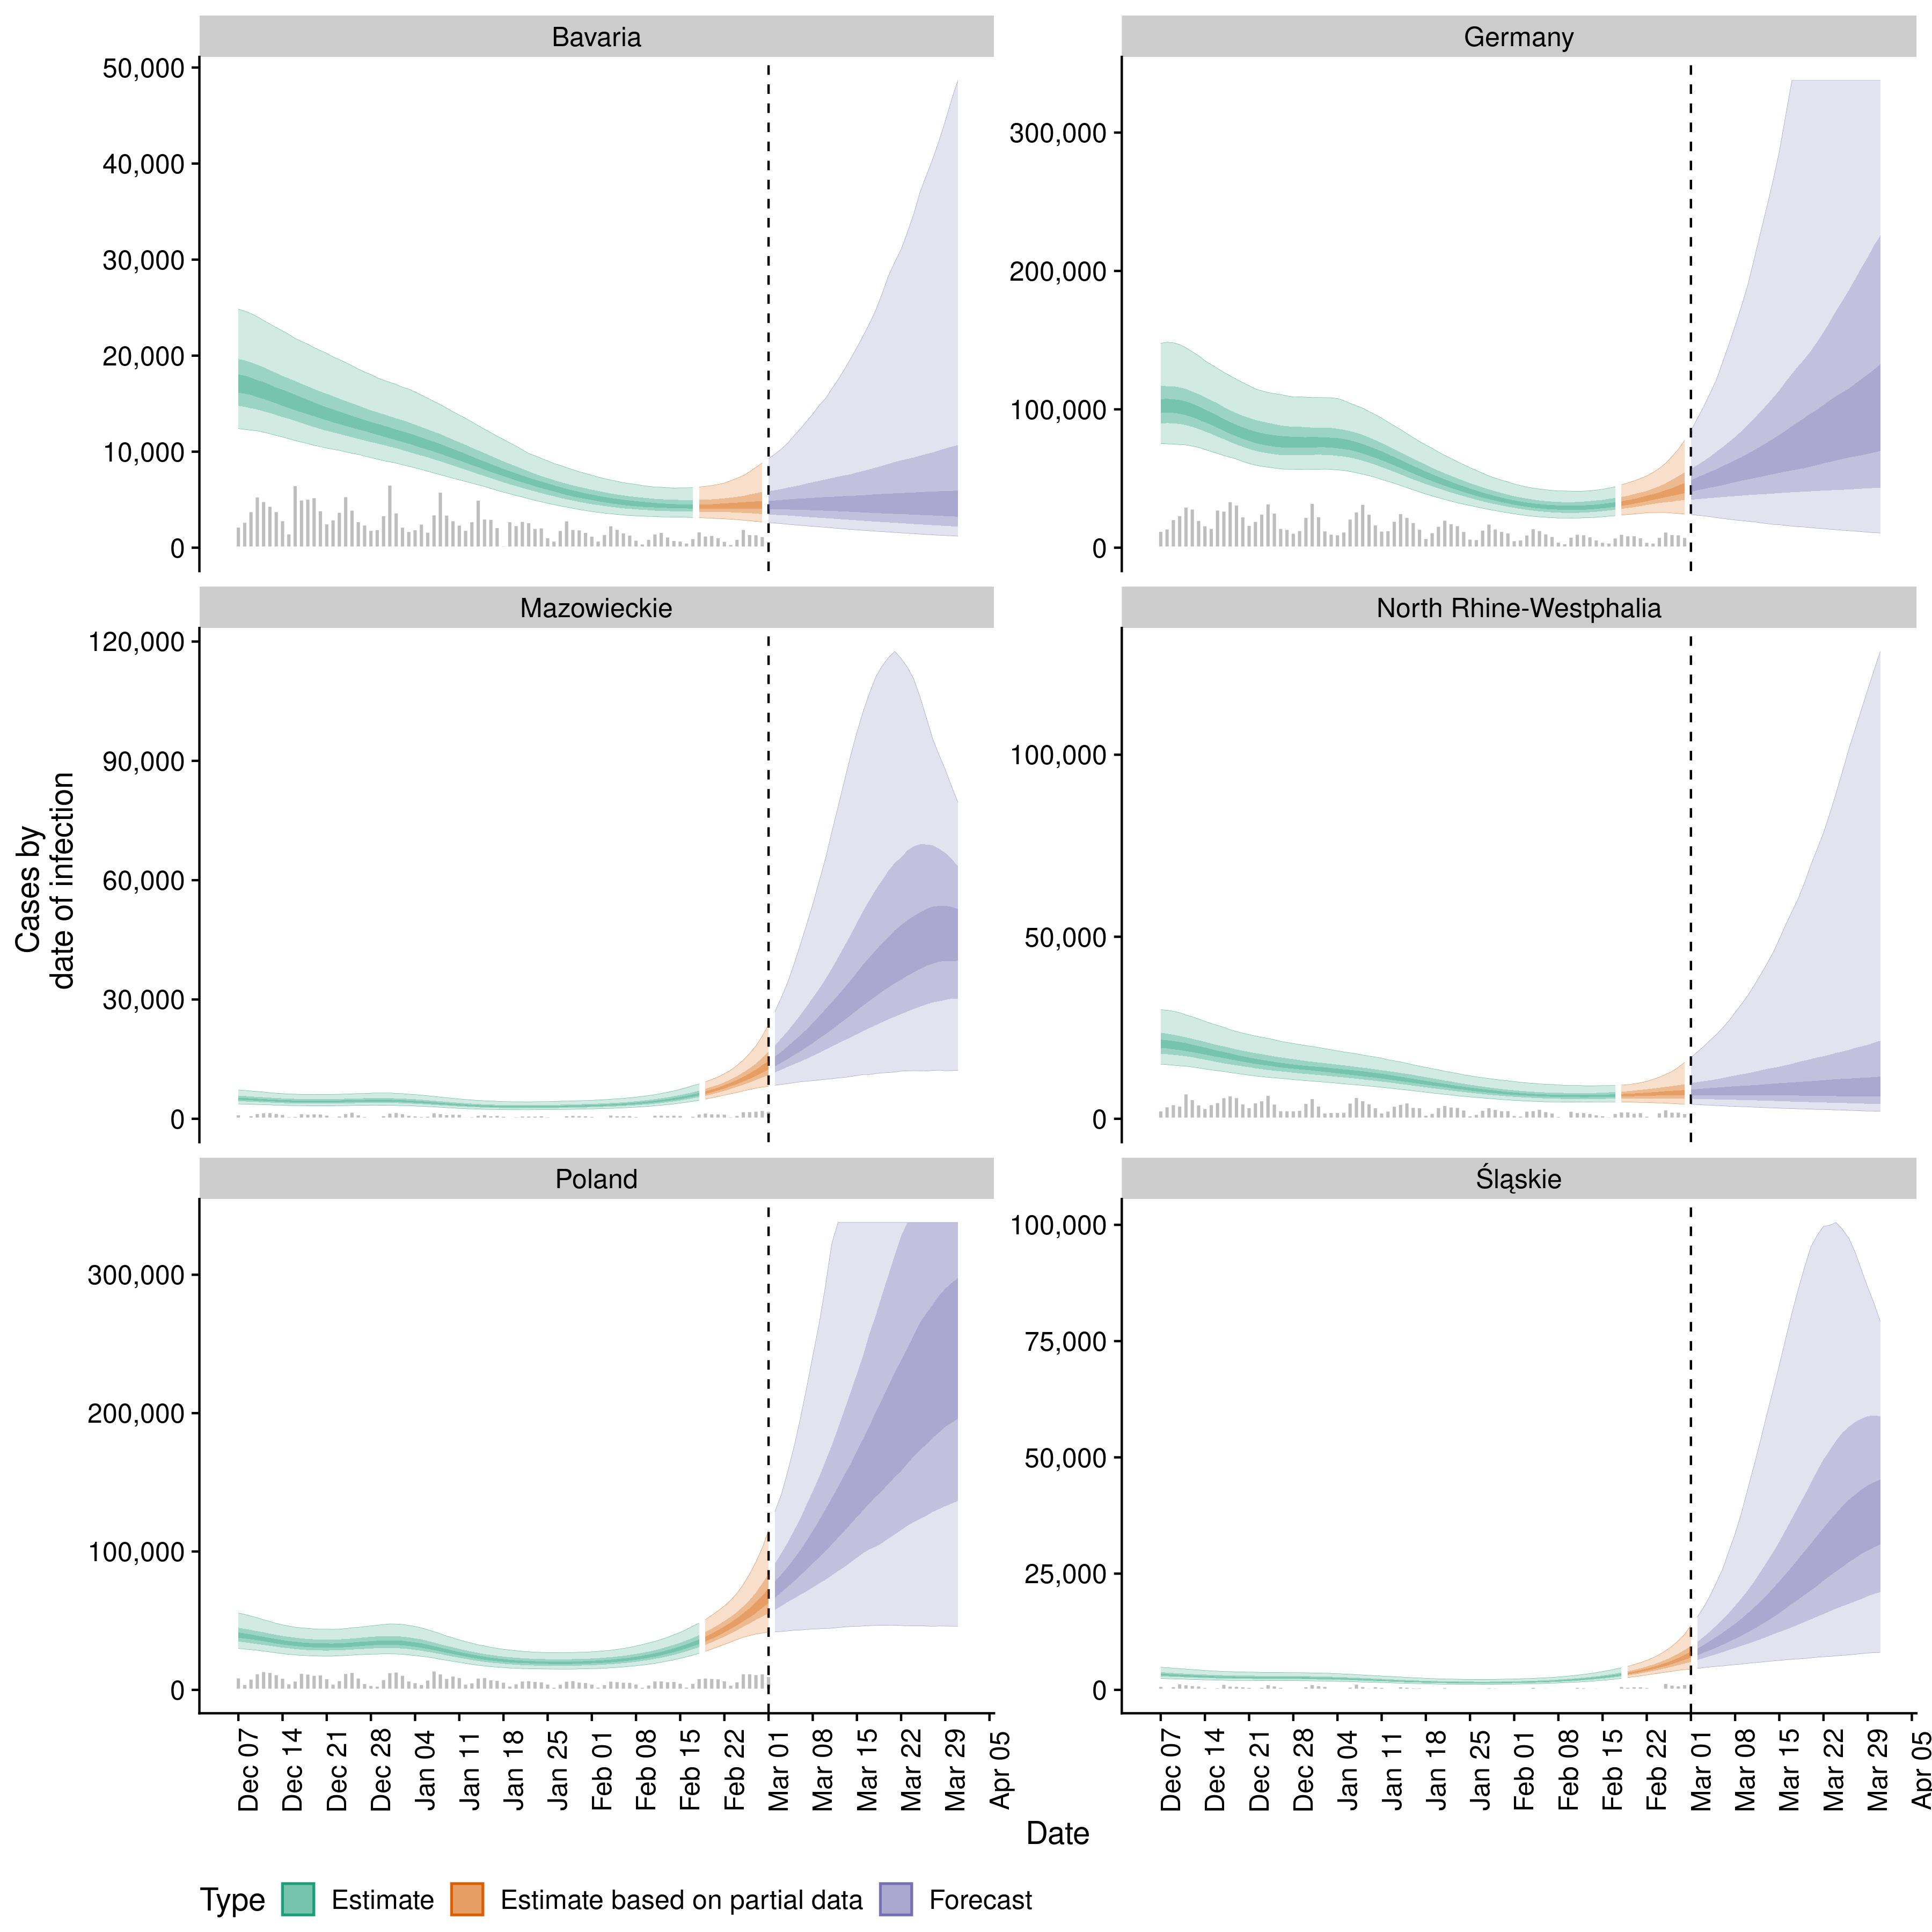 Bavaria
Germany
50,000
40,000
30,000
20,000
10,000
0
300,000
200,000
100,000
0
Mazowieckie
North Rhine-Westphalia
120,000
90,000
60,000
30,000
0
100,000
50,000
0
Cases by
date of infection
Poland
Śląskie
300,000
200,000
100,000
0
100,000
75,000
50,000
25,000
0
Dec 07
Dec 14
Dec 21
Dec 28
Jan 04
Jan 11
Jan 18
Jan 25
Feb 01
Feb 08
Feb 15
Feb 22
Mar 01
Mar 08
Mar 15
Mar 22
Mar 29
Apr 05
Dec 07
Dec 14
Dec 21
Dec 28
Jan 04
Jan 11
Jan 18
Jan 25
Feb 01
Feb 08
Feb 15
Feb 22
Mar 01
Mar 08
Mar 15
Mar 22
Mar 29
Apr 05
Date
Type Estimate Estimate based on partial data Forecast